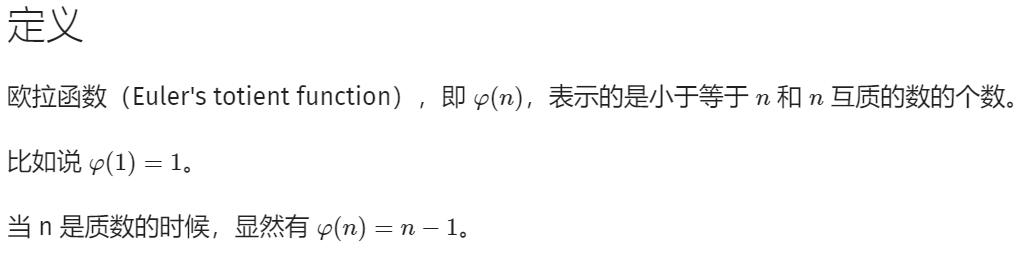 定义
欧拉函数（Euler's totient function），即 φ(n)，表示的是小于等于 n 和 n 互质的数的个数。
比如说 φ(1) = 1。
当 n 是质数的时候，显然有 φ(n) = n − 1。